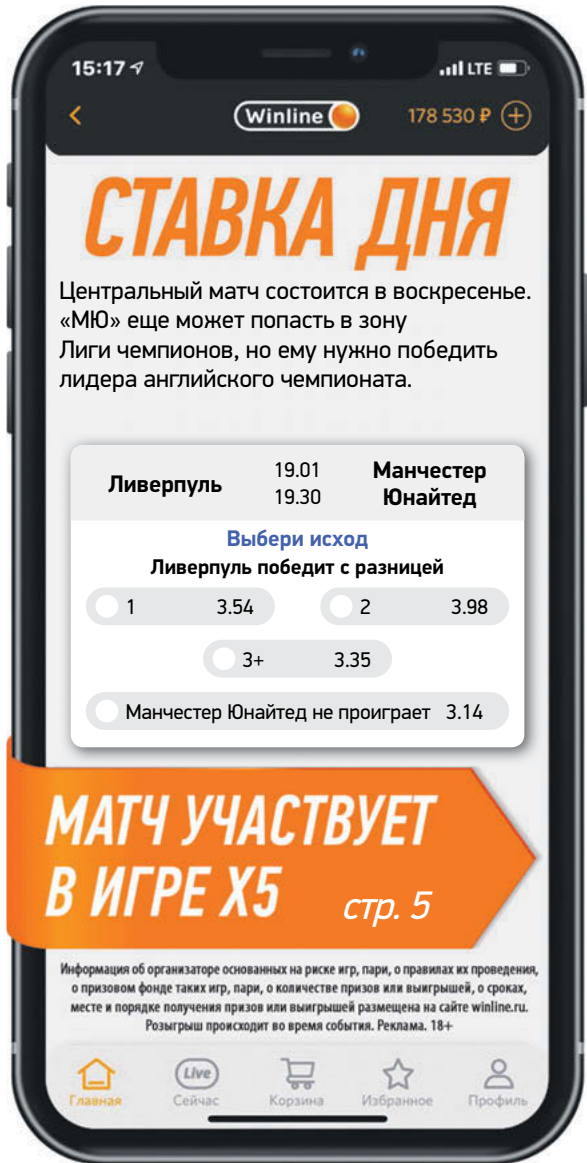 15:17 LTE
Winline 178 530 ₽
СТАВКА ДНЯ
Центральный матч состоится в воскресенье.
«МЮ» еще может попасть в зону
Лиги чемпионов, но ему нужно победить
лидера английского чемпионата.
Ливерпуль 19.01 19.30 Манчестер Юнайтед
Выбери исход
Ливерпуль победит с разницей
1 3.54 2 3.98
3+ 3.35
Манчестер Юнайтед не проиграет 3.14
МАТЧ УЧАСТВУЕТ
В ИГРЕ Х5 стр. 5
Информация об организаторе основанных на риске игр, пари, о правилах их проведения,
о призовом фонде таких игр, пари, о количестве призов или выигрышей, о сроках,
месте и порядке получения призов или выигрышей размещена на сайте winline.ru.
Розыгрыш происходит во время события. Реклама. 18+
Live
Главная Сейчас Корзина Избранное Профиль